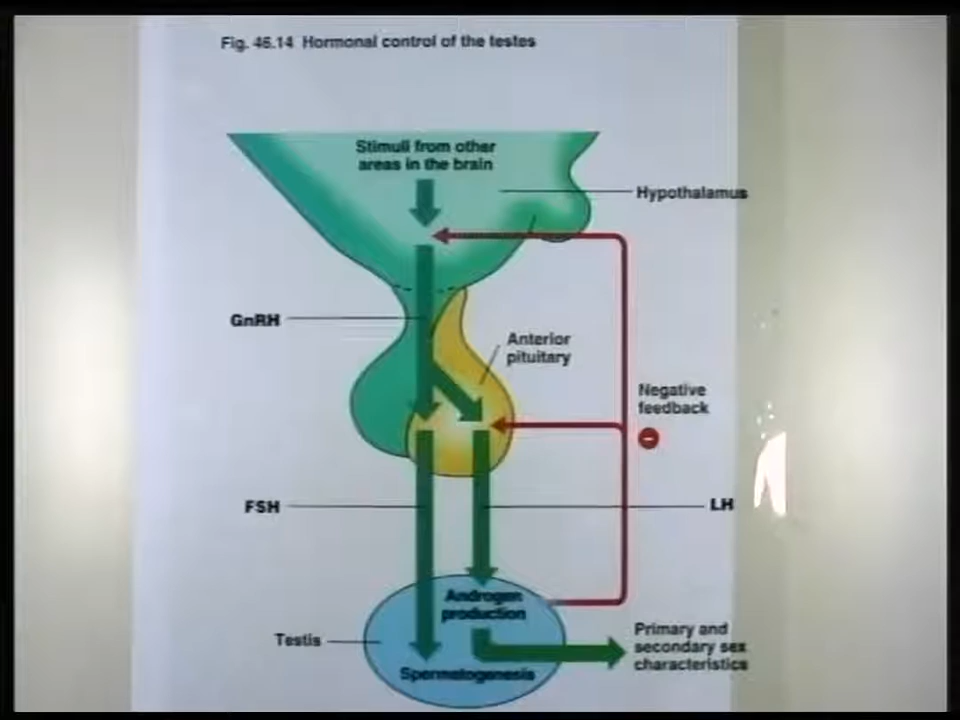 Fig. 46.14 Hormonal control of the testes
Stimuli from other
areas in the brain
Hypothalamus
GnRH
Anterior
pituitary
Negative
feedback
FSH
LH
Androgen
production
Testis
Primary and
secondary sex
characteristics
Spermatogenesis